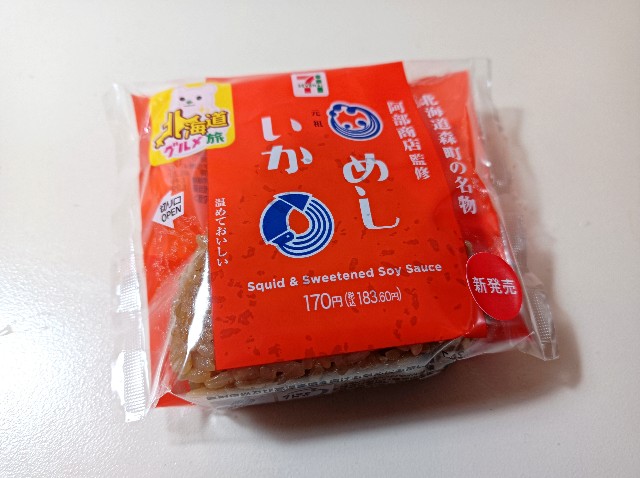 北海道
グルメ旅
元祖
いか
めし
阿部商店監修
北海道森町の名物
切り口
OPEN
温めておいしい
Squid & Sweetened Soy Sauce
170円(税込183.60円)
新発売